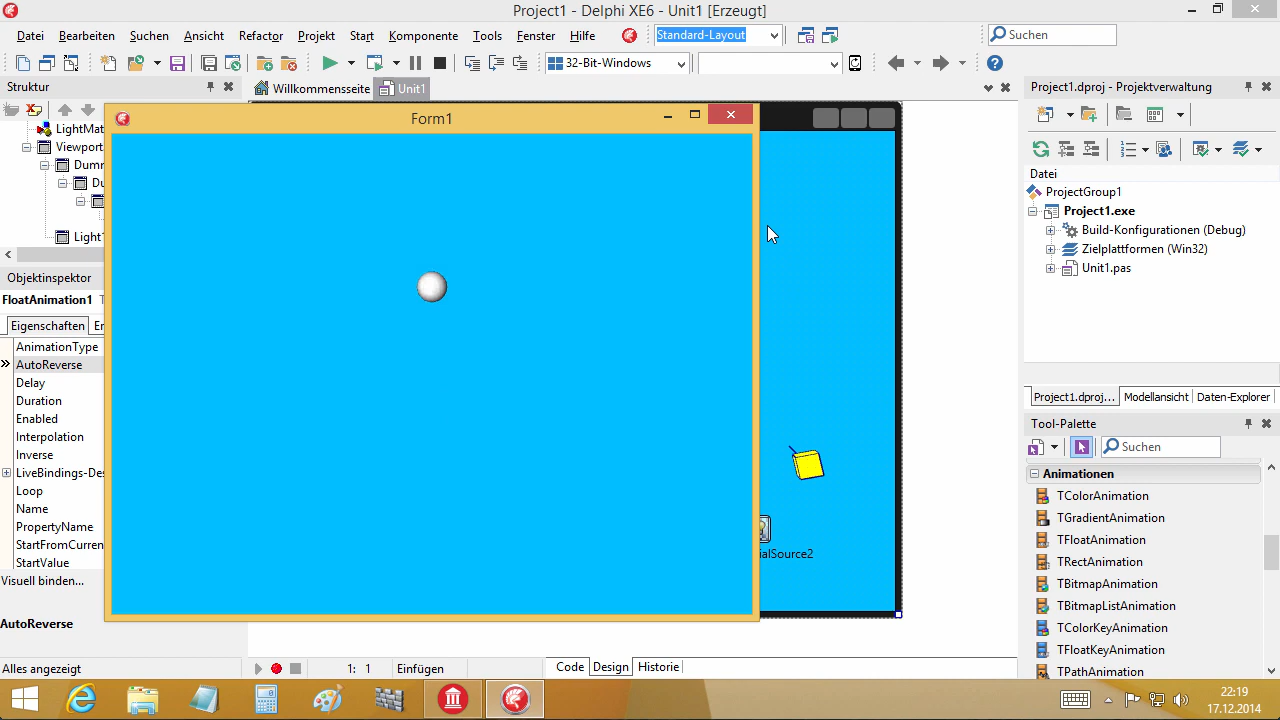 Project1 - Delphi XE6 - Unit1 [Erzeugt]
Datei Bearbeiten Suchen Ansicht Refactor Projekt Start Komponente Tools Fenster Hilfe Standard-Layout Suchen
32-Bit-Windows
Struktur Willkommensseite Unit1 Project1.dproj - Projektverwaltung
Form1
LightMat
Viewport
Dumm
Du
Light1
Datei
ProjectGroup1
Project1.exe
Build-Konfigurationen (Debug)
Zielplattformen (Win32)
Unit1.pas
Objektinspektor
FloatAnimation1 T
Eigenschaften Er
AnimationType
AutoReverse
Delay
Duration
Enabled
Interpolation
Inverse
LiveBindings-Des
Loop
Name
PropertyName
StartFromCurren
StartValue
Visuell binden...
AutoReverse
Alles angezeigt
ialSource2
1: 1 Einfügen Code Design Historie
Project1.dproj... Modellansicht Daten-Explorer
Tool-Palette
Suchen
Animationen
TColorAnimation
TGradientAnimation
TFloatAnimation
TRectAnimation
TBitmapAnimation
TBitmapListAnimation
TColorKeyAnimation
TFloatKeyAnimation
TPathAnimation
22:19
17.12.2014